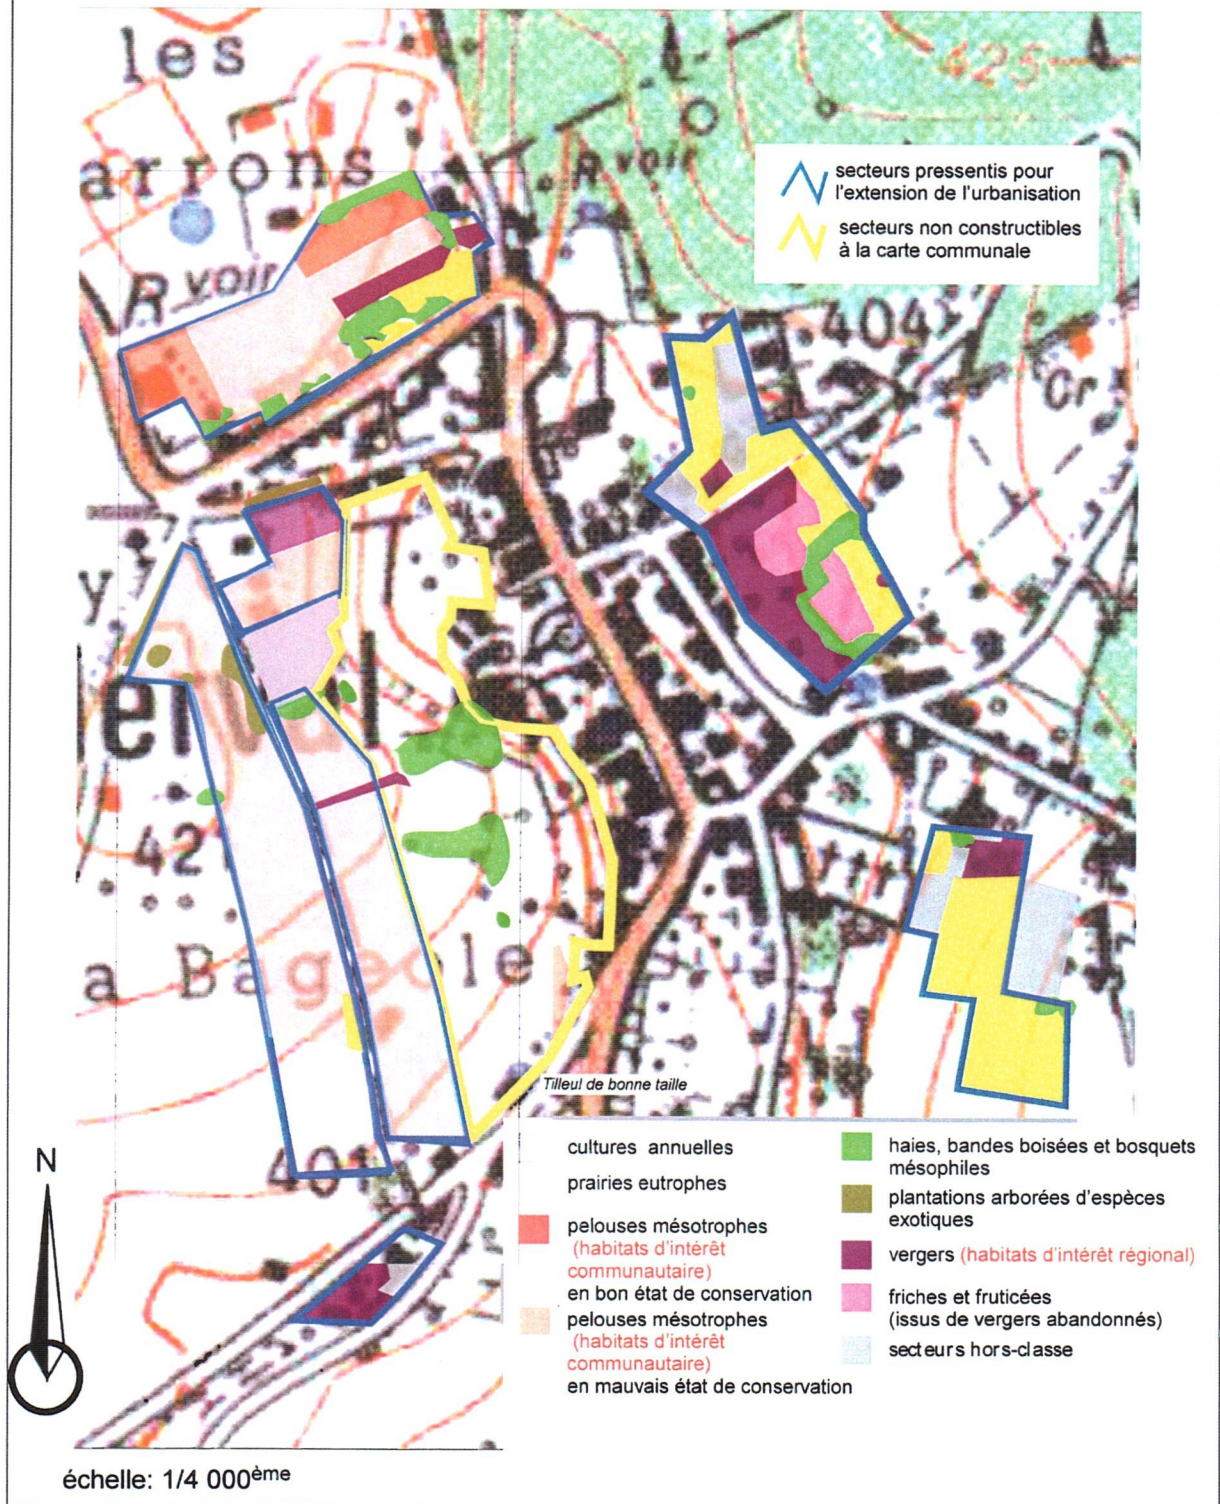 les
arrons
R voir
R voir
425
secteurs pressentis pour
l'extension de l'urbanisation
secteurs non constructibles
à la carte communale
404
Cr
y
421
a Bageole
Tilleul de bonne taille
401
N
cultures annuelles
prairies eutrophes
pelouses mésotrophes
(habitats d'intérêt
communautaire)
en bon état de conservation
pelouses mésotrophes
(habitats d'intérêt
communautaire)
en mauvais état de conservation
haies, bandes boisées et bosquets
mésophiles
plantations arborées d'espèces
exotiques
vergers (habitats d'intérêt régional)
friches et fruticées
(issus de vergers abandonnés)
secteurs hors-classe
échelle: 1/4 000ème